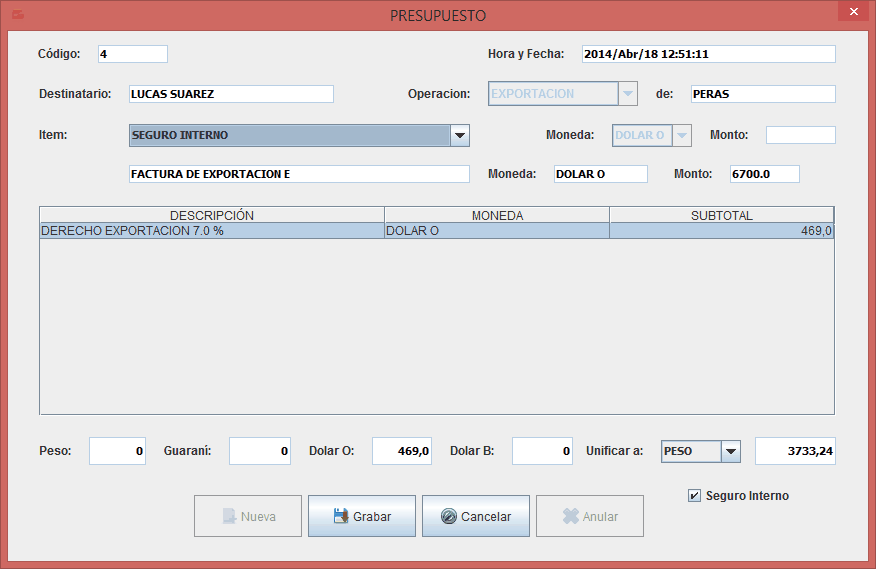 PRESUPUESTO
Código: 4 Hora y Fecha: 2014/Abr/18 12:51:11
Destinatario: LUCAS SUAREZ Operacion: EXPORTACION de: PERAS
Item: SEGURO INTERNO Moneda: DOLAR O Monto:
FACTURA DE EXPORTACION E Moneda: DOLAR O Monto: 6700.0
DESCRIPCIÓN MONEDA SUBTOTAL
DERECHO EXPORTACION 7.0 % DOLAR O 469,0
Peso: 0 Guaraní: 0 Dolar O: 469,0 Dolar B: 0 Unificar a: PESO 3733,24
Seguro Interno
Nueva Grabar Cancelar Anular